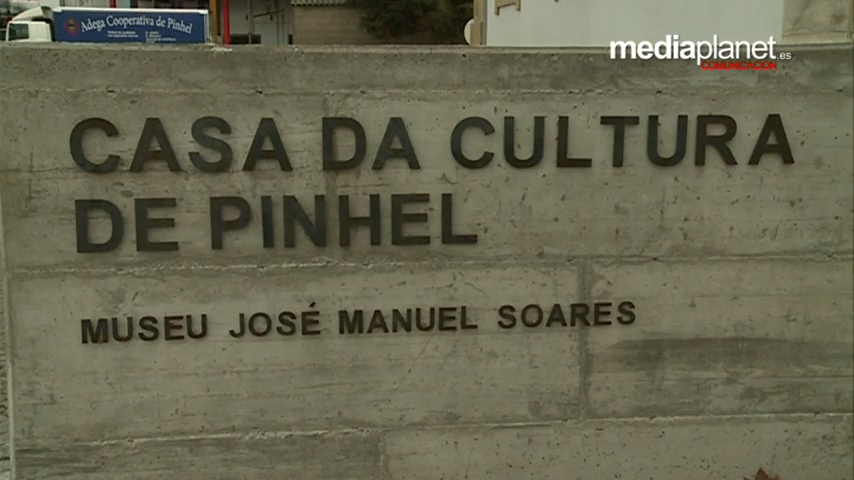 Adega Cooperativa de Pinhel
mediaplanet.es
COMUNICACIÓN
CASA DA CULTURA
DE PINHEL
MUSEU JOSÉ MANUEL SOARES